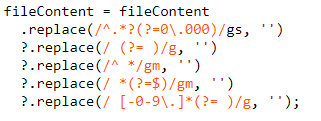 fileContent = fileContent
.replace(/^.*?(?=0\.000)/gs, '')
?.replace(/ (?= )/g, '')
?.replace(/^ */gm, '')
?.replace(/ *(?=$)/gm, '')
?.replace(/ [-0-9\.]*(?= )/g, '');